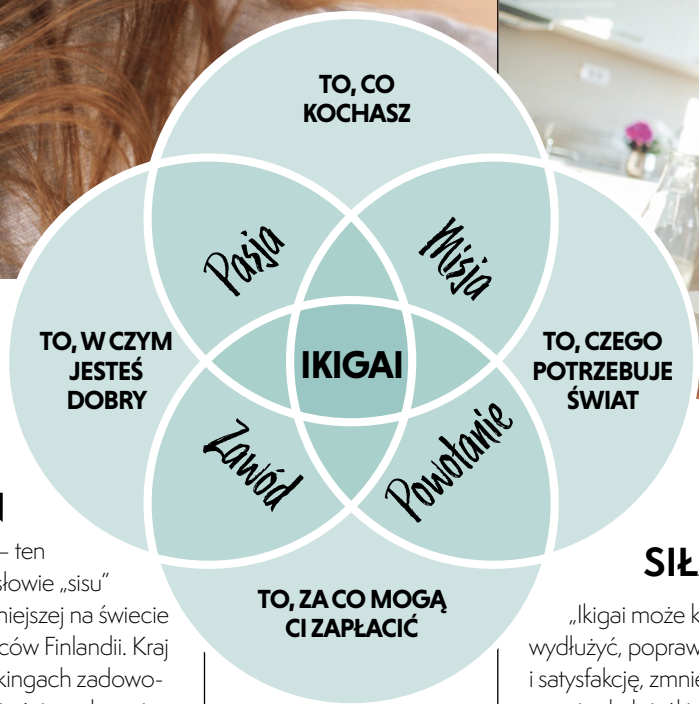 TO, CO
KOCHASZ
Pasja
Misja
TO, W CZYM
JESTEŚ
DOBRY
IKIGAI
TO, CZEGO
POTRZEBUJE
ŚWIAT
Zawód
Powołanie
TO, ZA CO MOGĄ
CI ZAPŁACIĆ
– ten
słowie „sisu”
niejszej na świecie
ców Finlandii. Kraj
kingach zadowo-
SIŁ
„Ikigai może k
wydłużyć, popraw
i satysfakcję, zmnie